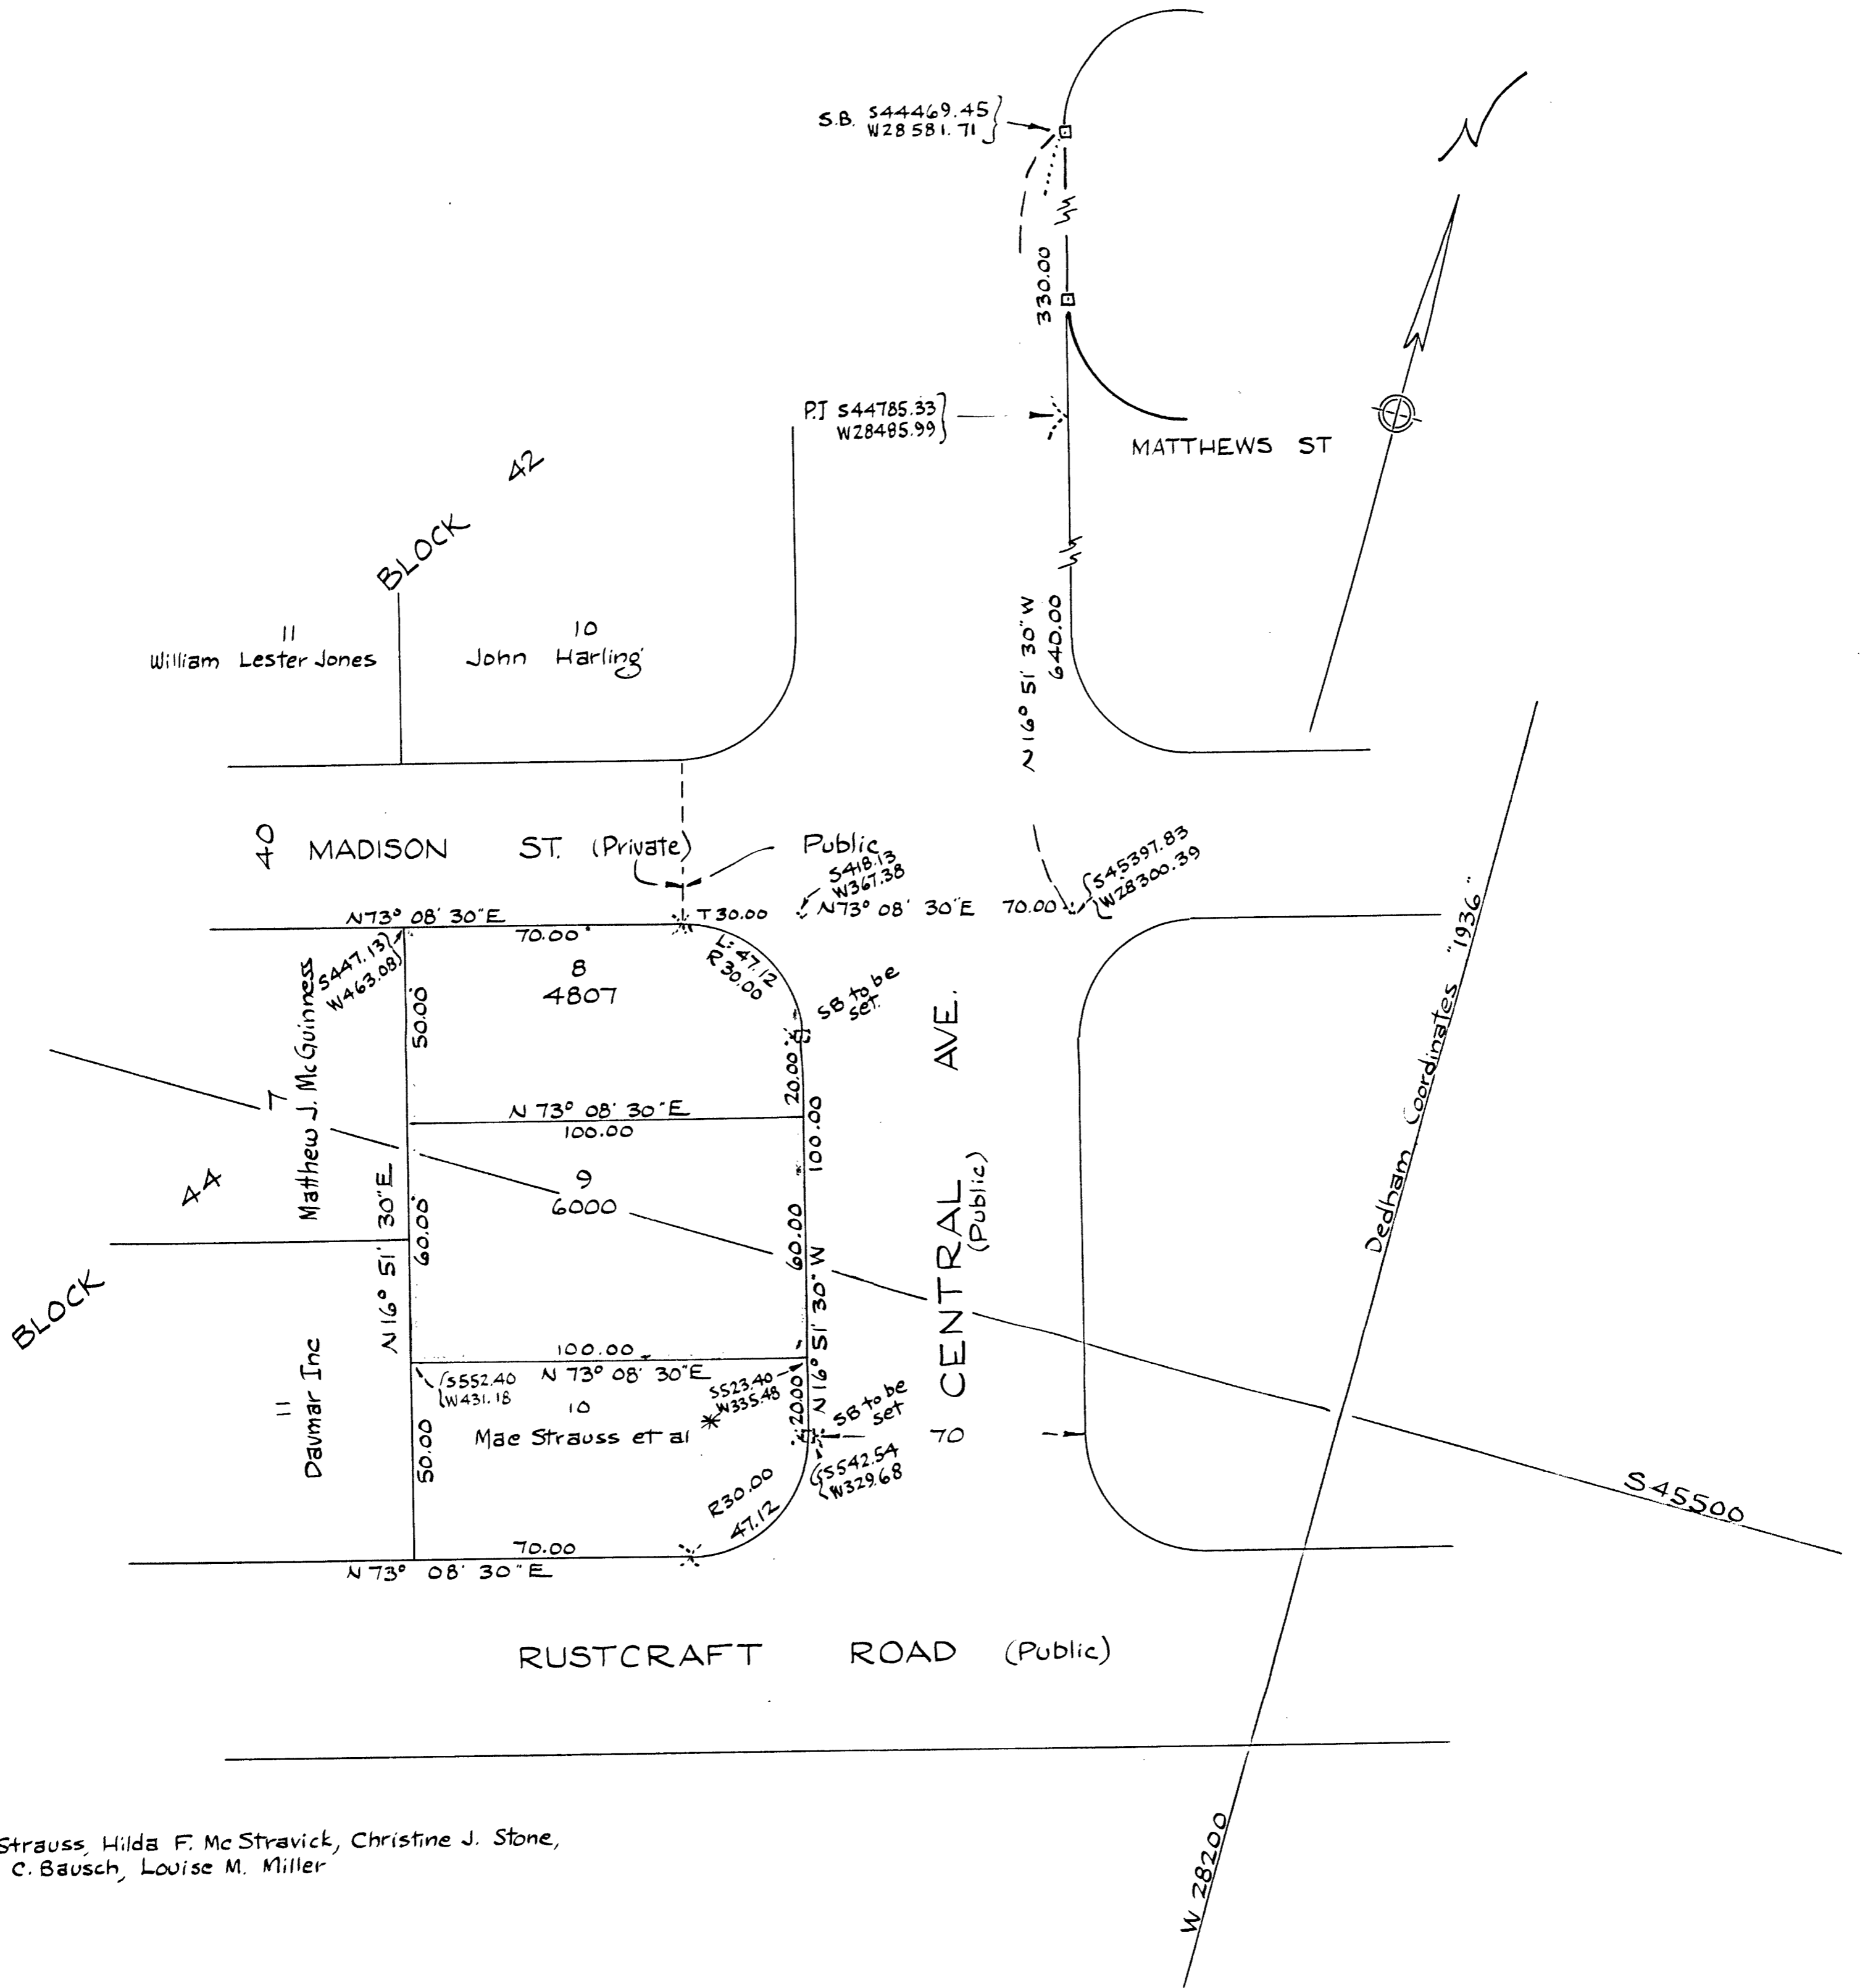 S.B. S44469.45
W28581.71
N
330.00
P.I S44785.33
W28485.99
MATTHEWS ST
BLOCK 42
11
William Lester Jones
10
John Harling
N16° 51' 30"W
640.00
40
MADISON ST. (Private)
Public
S418.13
W367.38
S45397.83
W28300.39
N73° 08' 30"E
T 30.00
N73° 08' 30"E 70.00
70.00
L= 47.12
R 30.00
S447.13
W463.08
8
4807
SB to be
set.
50.00
20.00
7
Matthew J. McGuinness
N 73° 08' 30"E
100.00
100.00
9
6000
CENTRAL AVE.
(Public)
Dedham Coordinates "1936"
BLOCK 44
N16° 51' 30"E
60.00
60.00
N16° 51' 30"W
100.00
N 73° 08' 30"E
S552.40
W431.18
S523.40
W335.48
20.00
SB to be
set
11
Davmar Inc
10
Mae Strauss et al *
70
50.00
S542.54
W329.68
R30.00
47.12
S 45500
70.00
N 73° 08' 30"E
RUSTCRAFT ROAD (Public)
Strauss, Hilda F. McStravick, Christine J. Stone,
C. Bausch, Louise M. Miller
W 28200